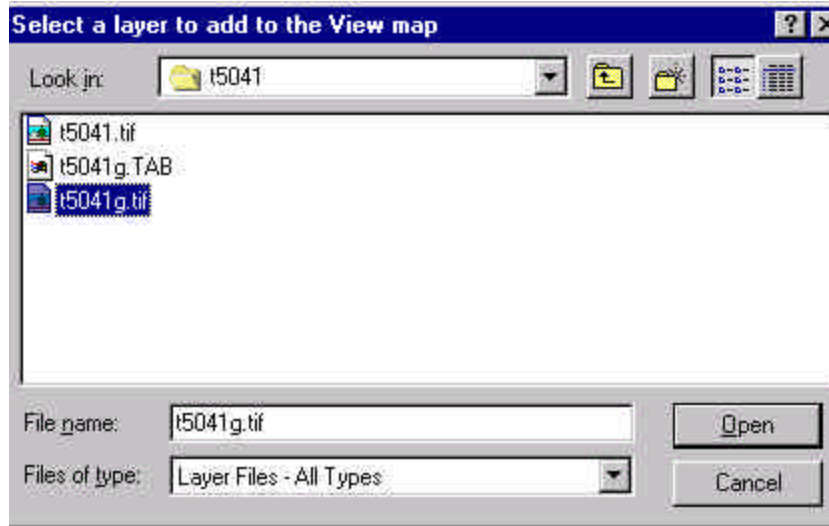 Select a layer to add to the View map
Look in: t5041
t5041.tif
t5041g.TAB
t5041g.tif
File name: t5041g.tif Open
Files of type: Layer Files - All Types Cancel